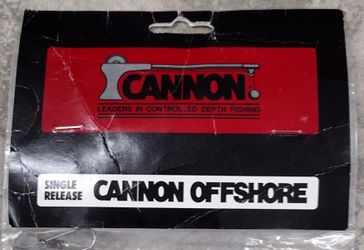 CANNON
LEADERS IN CONTROLLED DEPTH FISHING
SINGLE
RELEASE
CANNON OFFSHORE